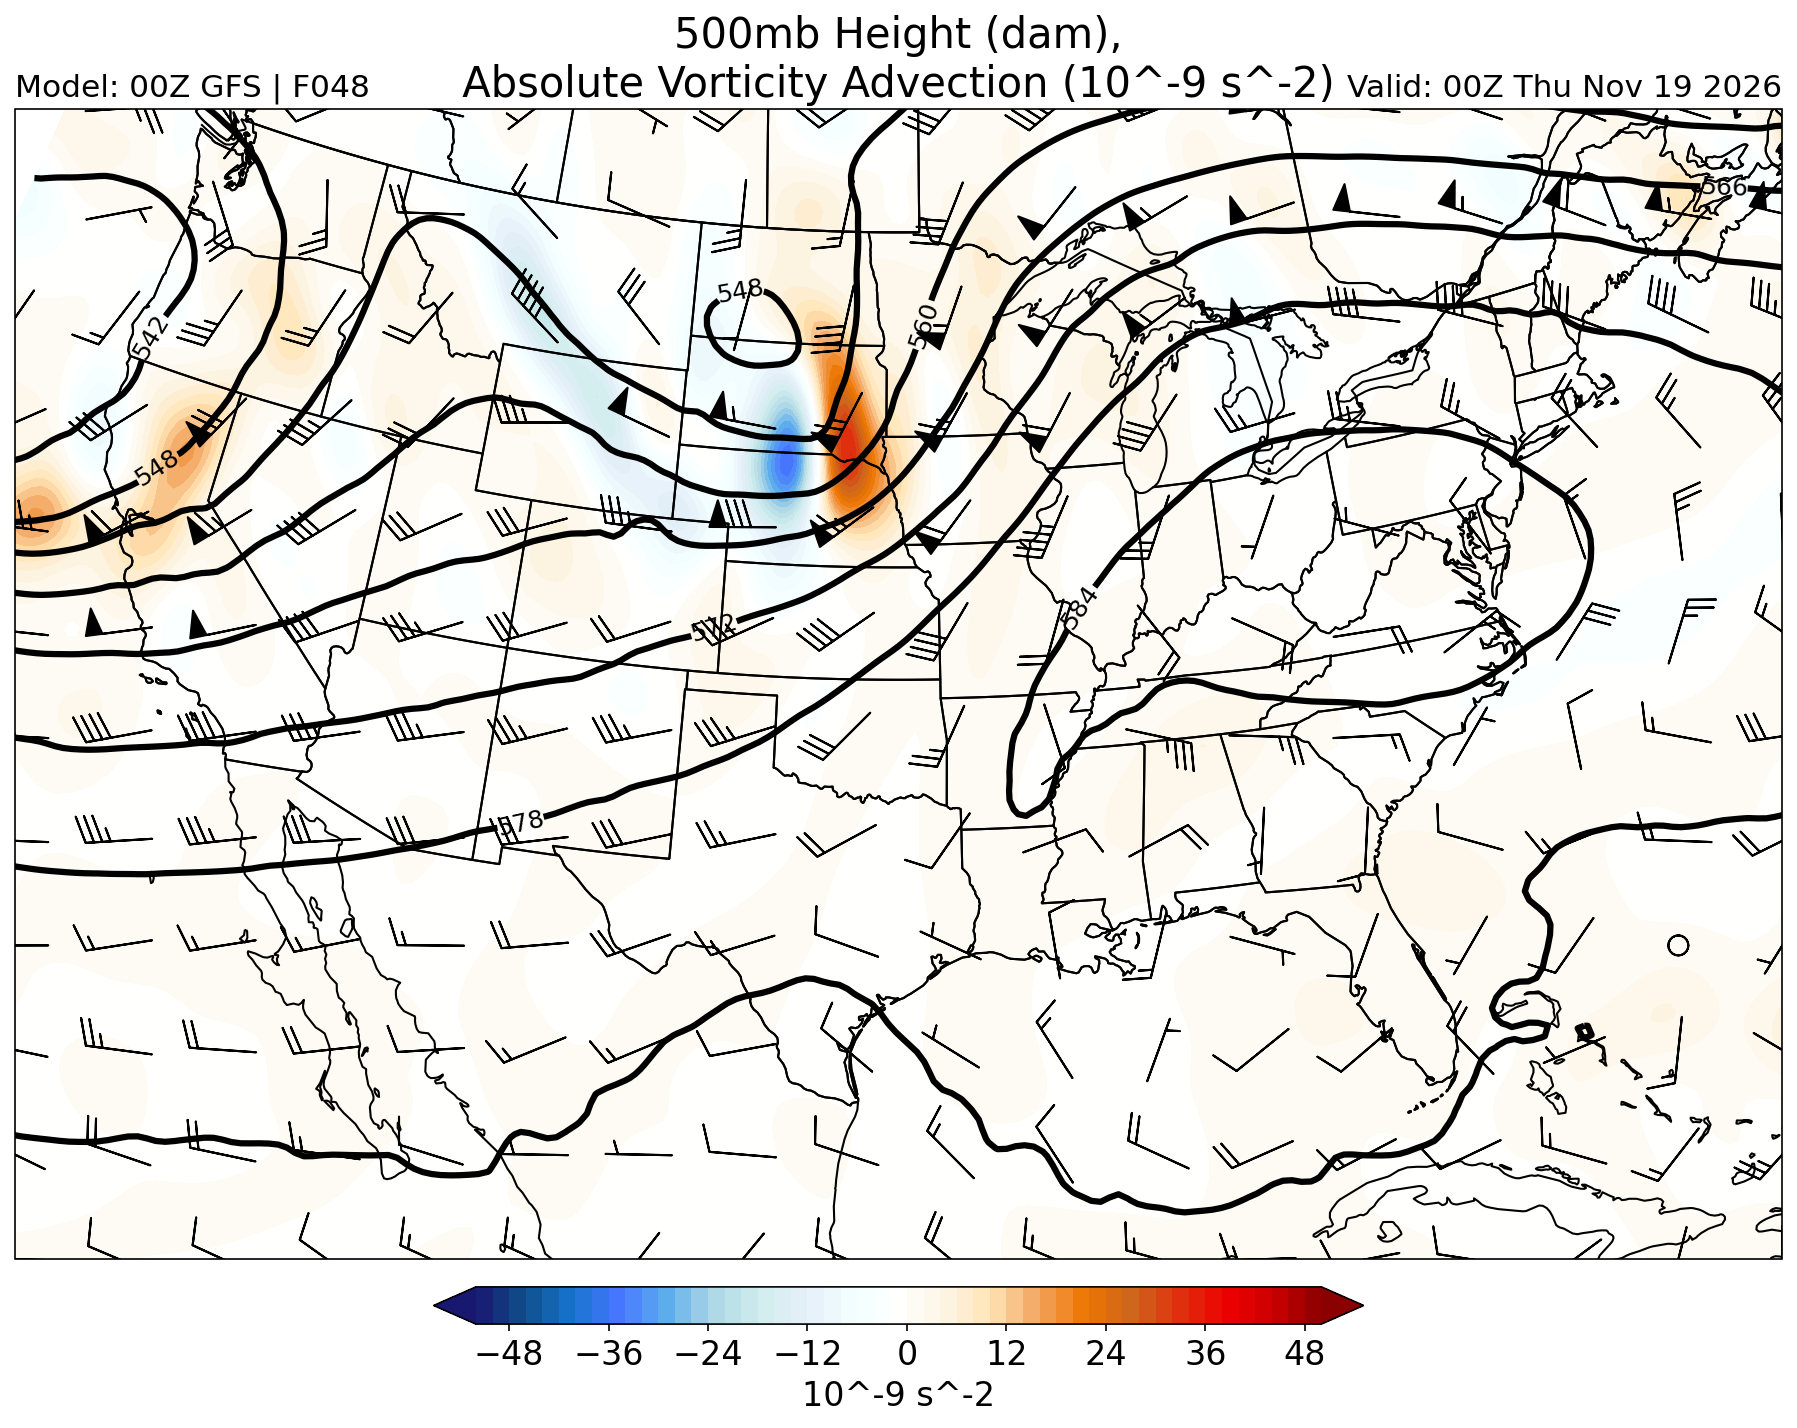 500mb Height (dam),
Model: 00Z GFS | F048
Absolute Vorticity Advection (10^-9 s^-2)
Valid: 00Z Thu Nov 19 2026
566
548
542
560
548
584
572
578
−48 −36 −24 −12 0 12 24 36 48
10^-9 s^-2